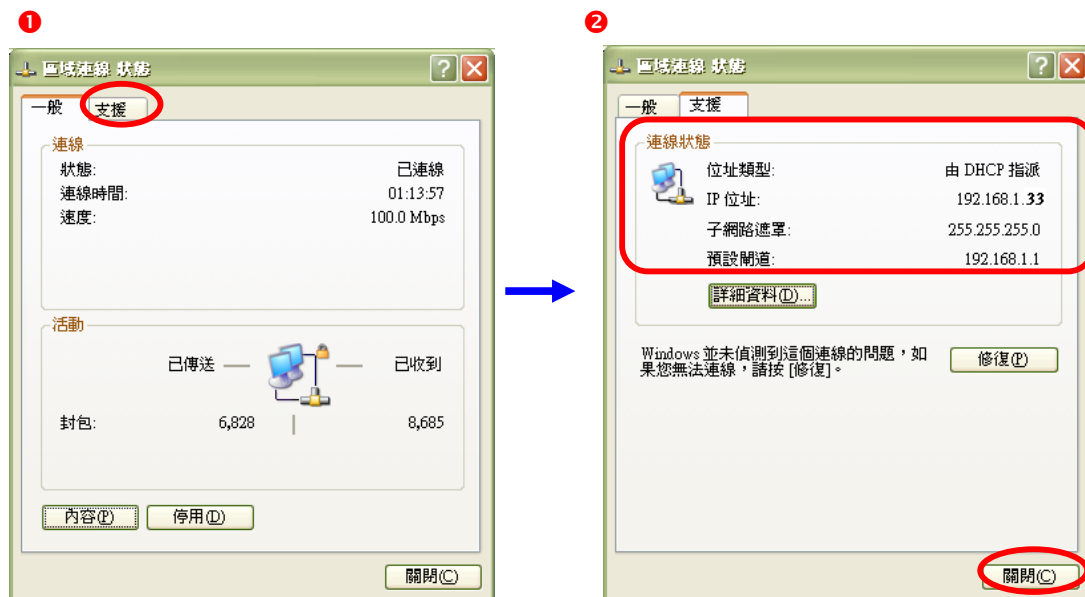 ❶
區域連線 狀態
一般 支援
連線
狀態: 已連線
連線時間: 01:13:57
速度: 100.0 Mbps
活動
已傳送 已收到
封包: 6,828 8,685
內容(P) 停用(D)
關閉(C)
❷
區域連線 狀態
一般 支援
連線狀態
位址類型: 由 DHCP 指派
IP 位址: 192.168.1.33
子網路遮罩: 255.255.255.0
預設閘道: 192.168.1.1
詳細資料(D)...
Windows 並未偵測到這個連線的問題，如
果您無法連線，請按 [修復]。
修復(P)
關閉(C)